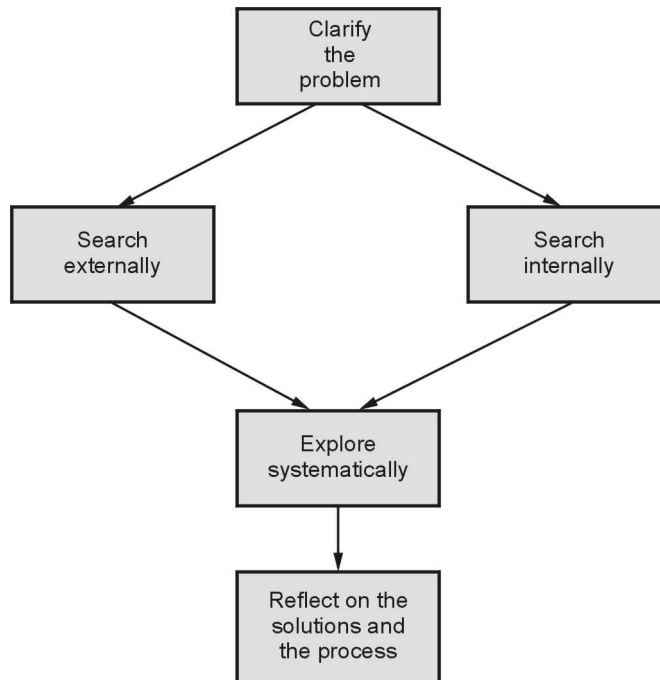 Clarify
the
problem
Search
externally
Search
internally
Explore
systematically
Reflect on the
solutions and
the process